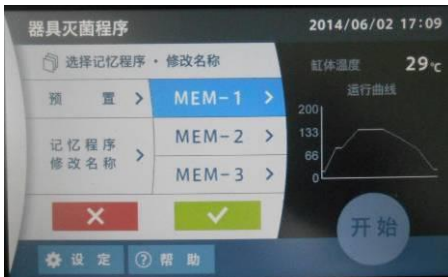 器具灭菌程序
2014/06/02 17:09
选择记忆程序・修改名称
缸体温度 29℃
预 置 > MEM-1 >
运行曲线
记忆程序
修改名称 >
MEM-2 >
MEM-3 >
200
133
66
0
开始
设 定
? 帮 助